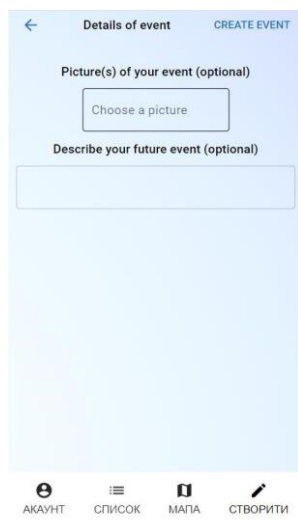 Details of event CREATE EVENT
Picture(s) of your event (optional)
Choose a picture
Describe your future event (optional)
АКАУНТ СПИСОК МАПА СТВОРИТИ